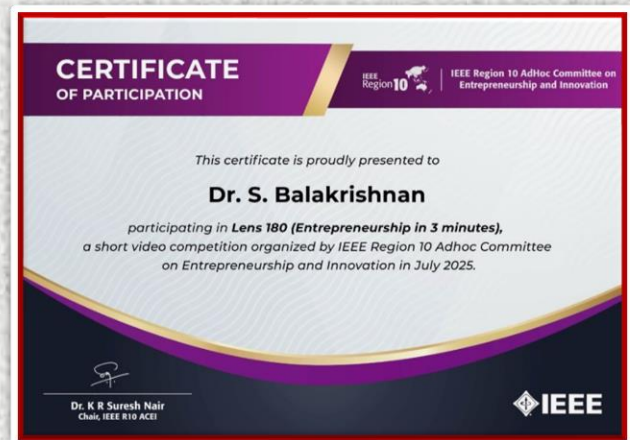 CERTIFICATE
OF PARTICIPATION
IEEE
Region 10
IEEE Region 10 AdHoc Committee on
Entrepreneurship and Innovation
This certificate is proudly presented to
Dr. S. Balakrishnan
participating in Lens 180 (Entrepreneurship in 3 minutes),
a short video competition organized by IEEE Region 10 Adhoc Committee
on Entrepreneurship and Innovation in July 2025.
Dr. K R Suresh Nair
Chair, IEEE R10 ACEI
IEEE